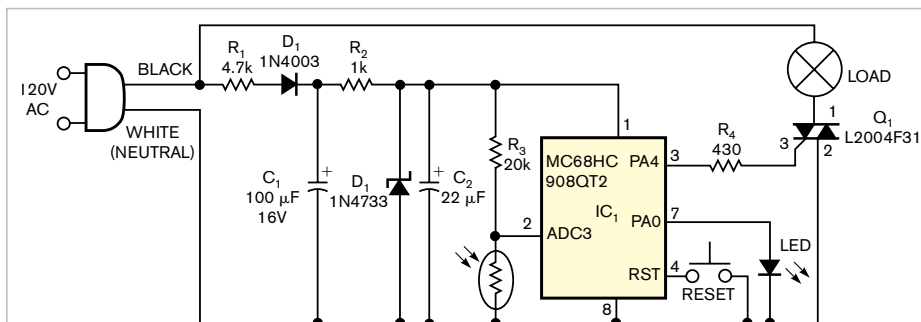 120V
AC
BLACK
WHITE
(NEUTRAL)
R1
4.7k
D1
1N4003
R2
1k
C1
100 µF
16V
+
D1
1N4733
+
C2
22 µF
R3
20k
2
1
MC68HC
908QT2
IC1
ADC3
PA4
PA0
RST
3
7
4
8
R4
430
LOAD
1
3
2
Q1
L2004F31
LED
RESET